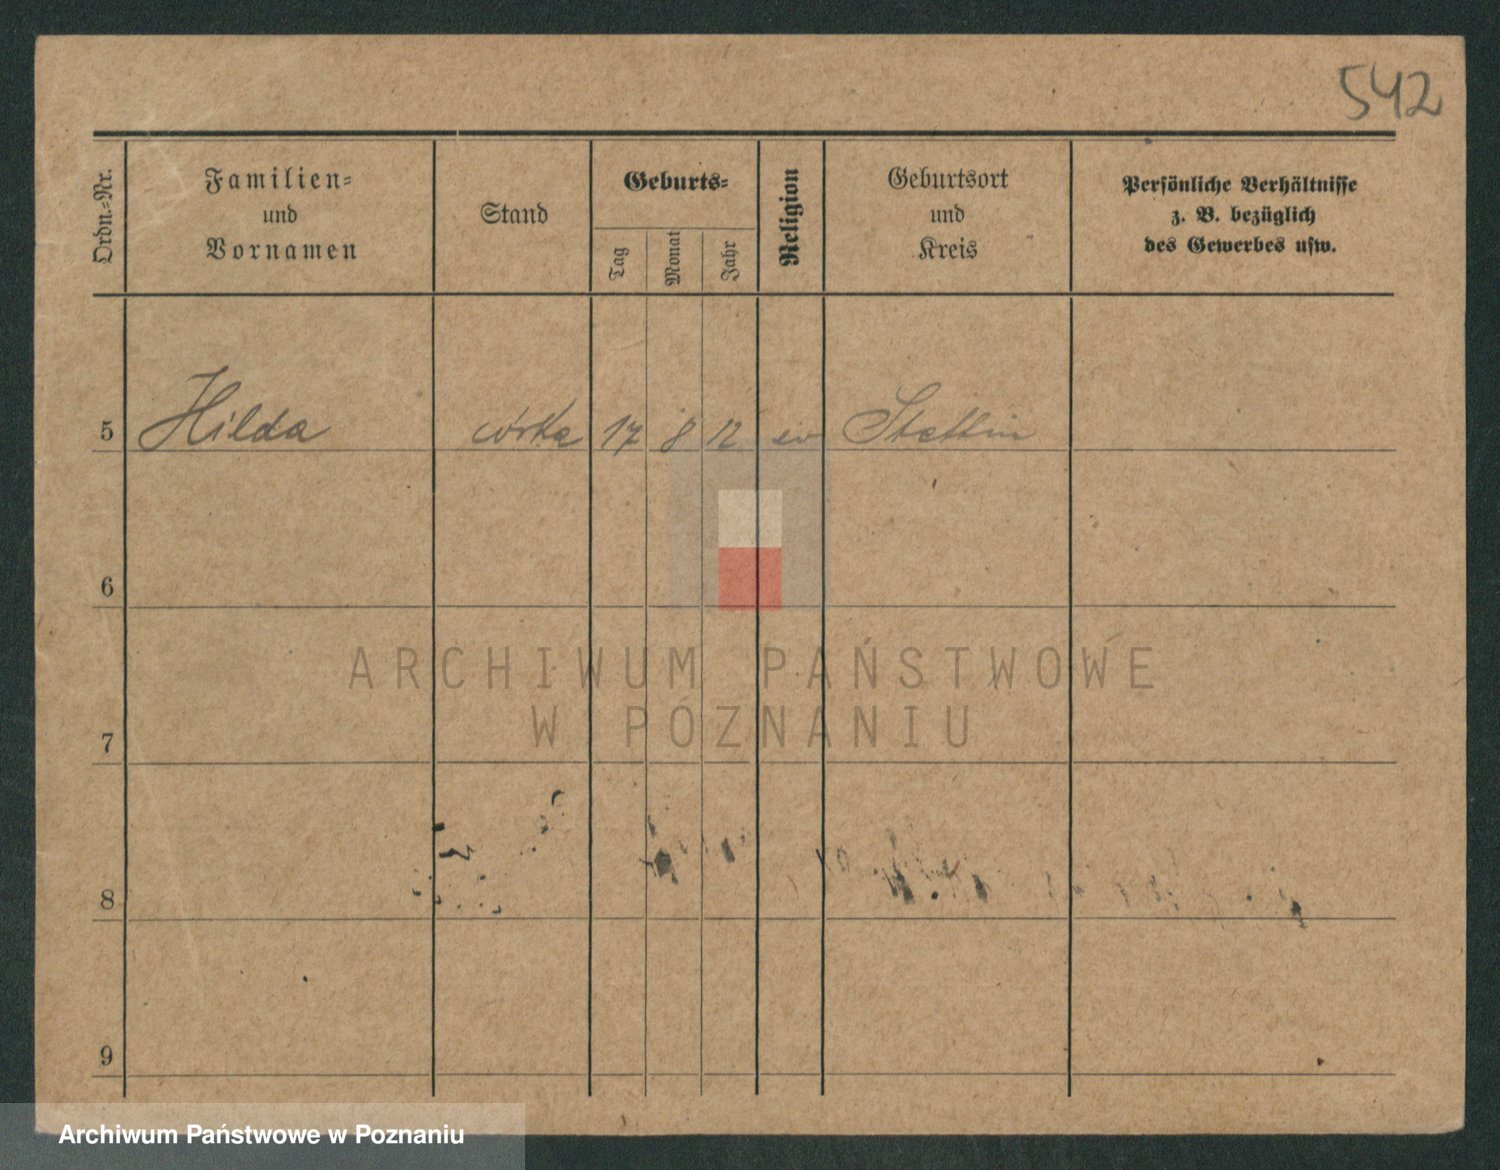 542
Ordn.-Nr.
Familien-
und
Vornamen
Stand
Geburts-
Tag
Monat
Jahr
Religion
Geburtsort
und
Kreis
Persönliche Verhältnisse
z. B. bezüglich
des Gewerbes usw.
5 Hilda córka 17 8 12 ev Stettin
6
ARCHIWUM PAŃSTWOWE
W POZNANIU
7
8
9
Archiwum Państwowe w Poznaniu